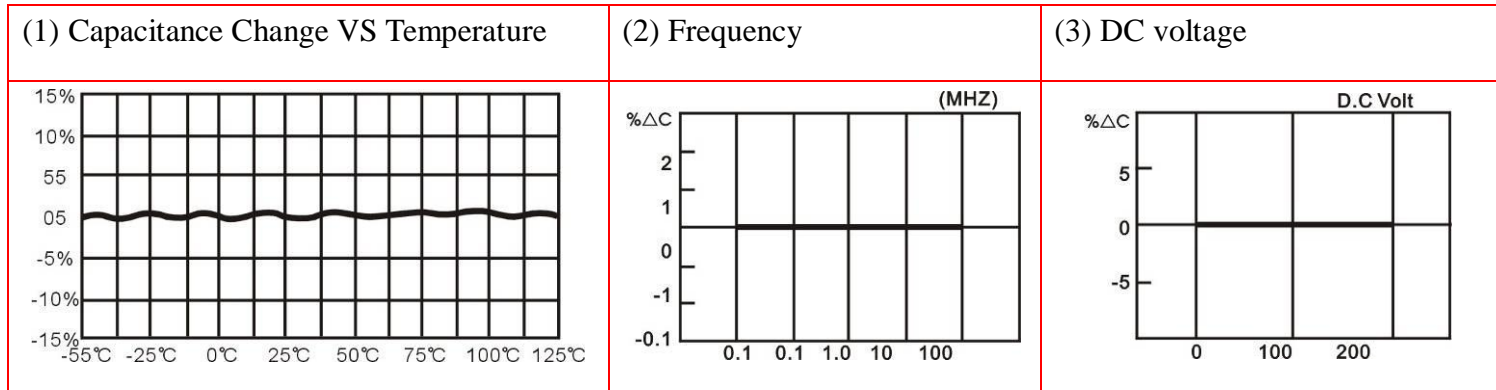 (1) Capacitance Change VS Temperature
(2) Frequency
(3) DC voltage
15%
10%
55
05
-5%
-10%
-15%
-55℃ -25℃ 0℃ 25℃ 50℃ 75℃ 100℃ 125℃
(MHZ)
%△C
2
1
0
-1
-0.1
0.1 0.1 1.0 10 100
D.C Volt
%△C
5
0
-5
0 100 200